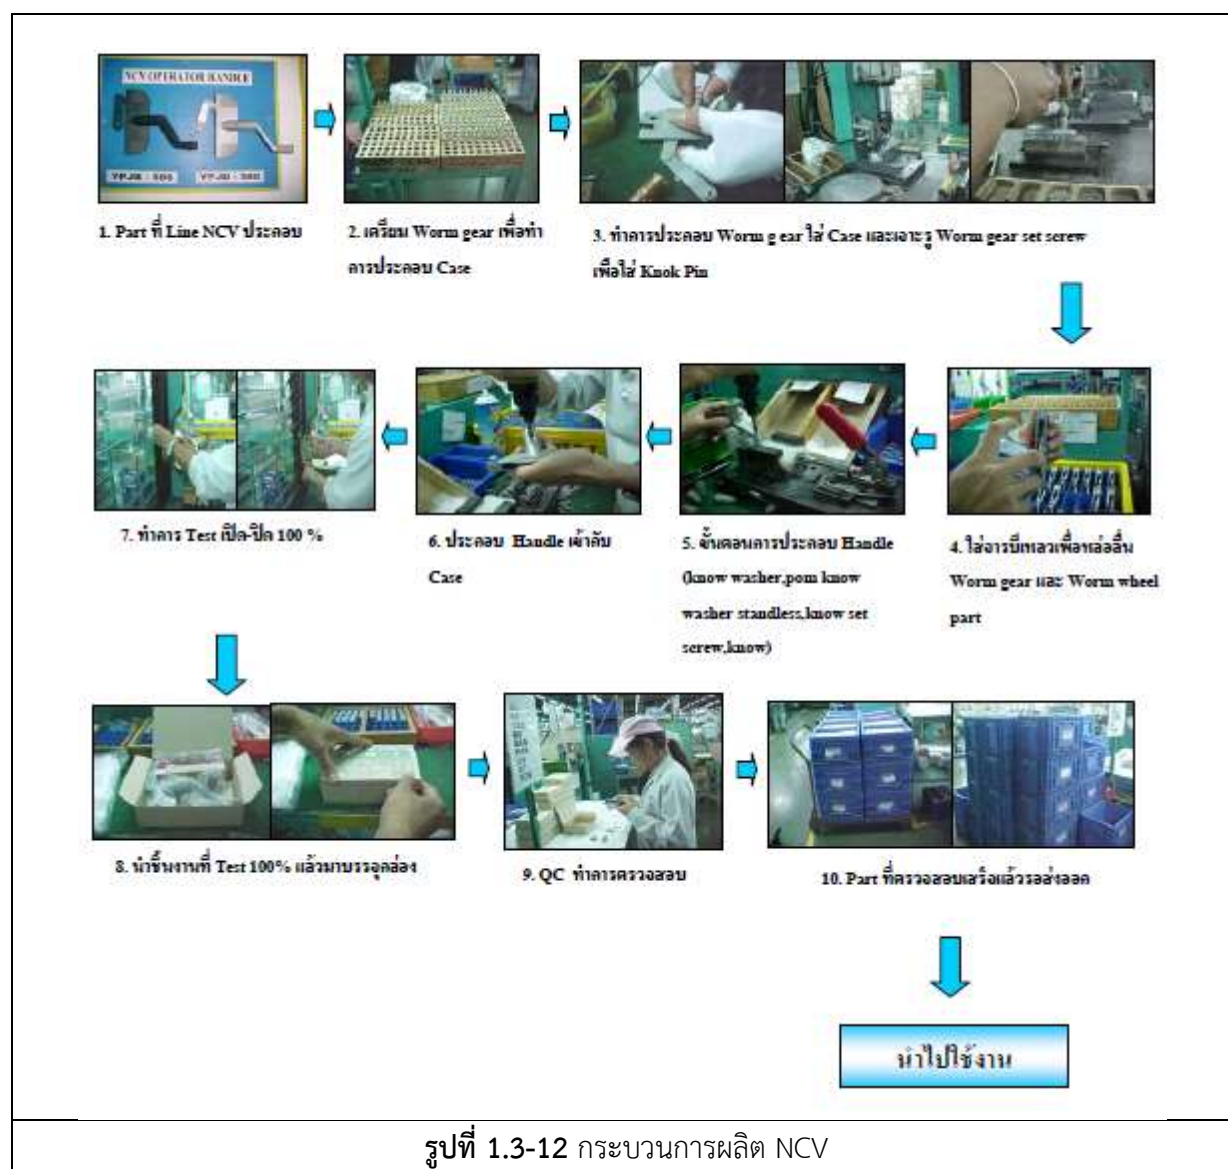 NCV OPERATOR HANDLE
1. Part ที่ Line NCV ประกอบ
2. เตรียม Worm gear เพื่อทำ
การประกอบ Case
3. ทำการประกอบ Worm g ear ใส่ Case และเจาะรู Worm gear set screw
เพื่อใส่ Knok Pin
4. ใส่จารบีเหลวเพื่อหล่อลื่น
Worm gear และ Worm wheel
part
5. ขั้นตอนการประกอบ Handle
(know washer,pom know
washer standless,know set
screw,know)
6. ประกอบ Handle เข้ากับ
Case
7. ทำการ Test เปิด-ปิด 100 %
8. นำชิ้นงานที่ Test 100% แล้วมาบรรจุกล่อง
9. QC ทำการตรวจสอบ
10. Part ที่ตรวจสอบเสร็จแล้วรอส่งออก
นำไปใช้งาน
รูปที่ 1.3-12 กระบวนการผลิต NCV